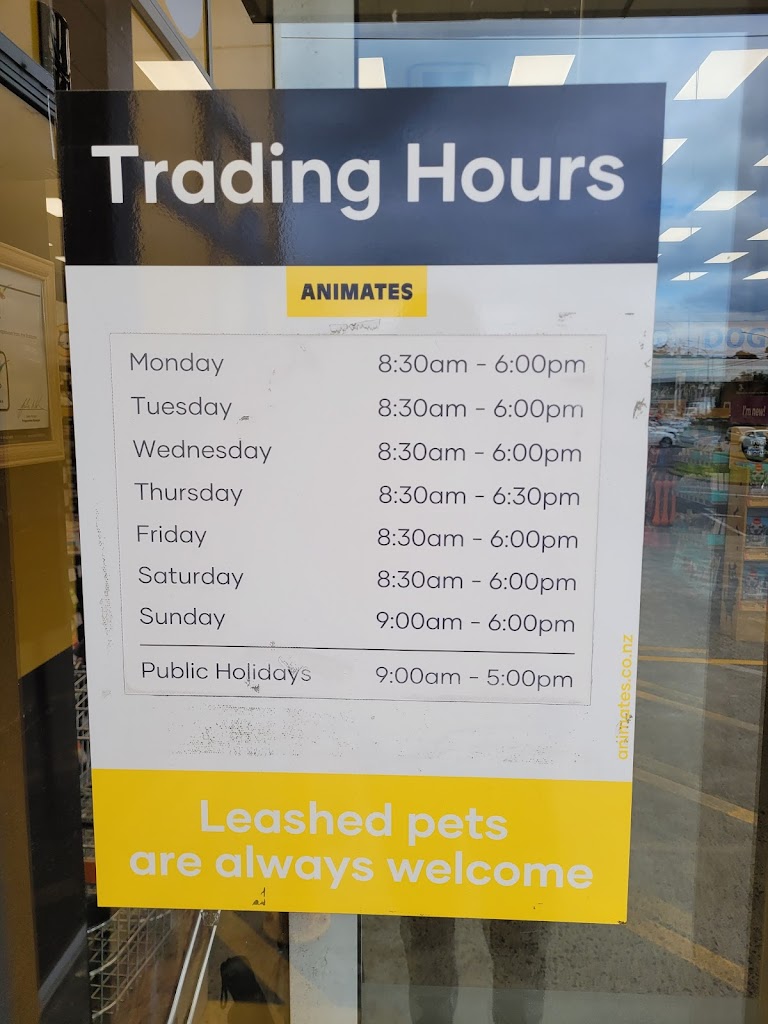 Trading Hours
ANIMATES
Monday 8:30am - 6:00pm
Tuesday 8:30am - 6:00pm
Wednesday 8:30am - 6:00pm
Thursday 8:30am - 6:30pm
Friday 8:30am - 6:00pm
Saturday 8:30am - 6:00pm
Sunday 9:00am - 6:00pm
Public Holidays 9:00am - 5:00pm
animates.co.nz
Leashed pets
are always welcome
DOG
I'm new!